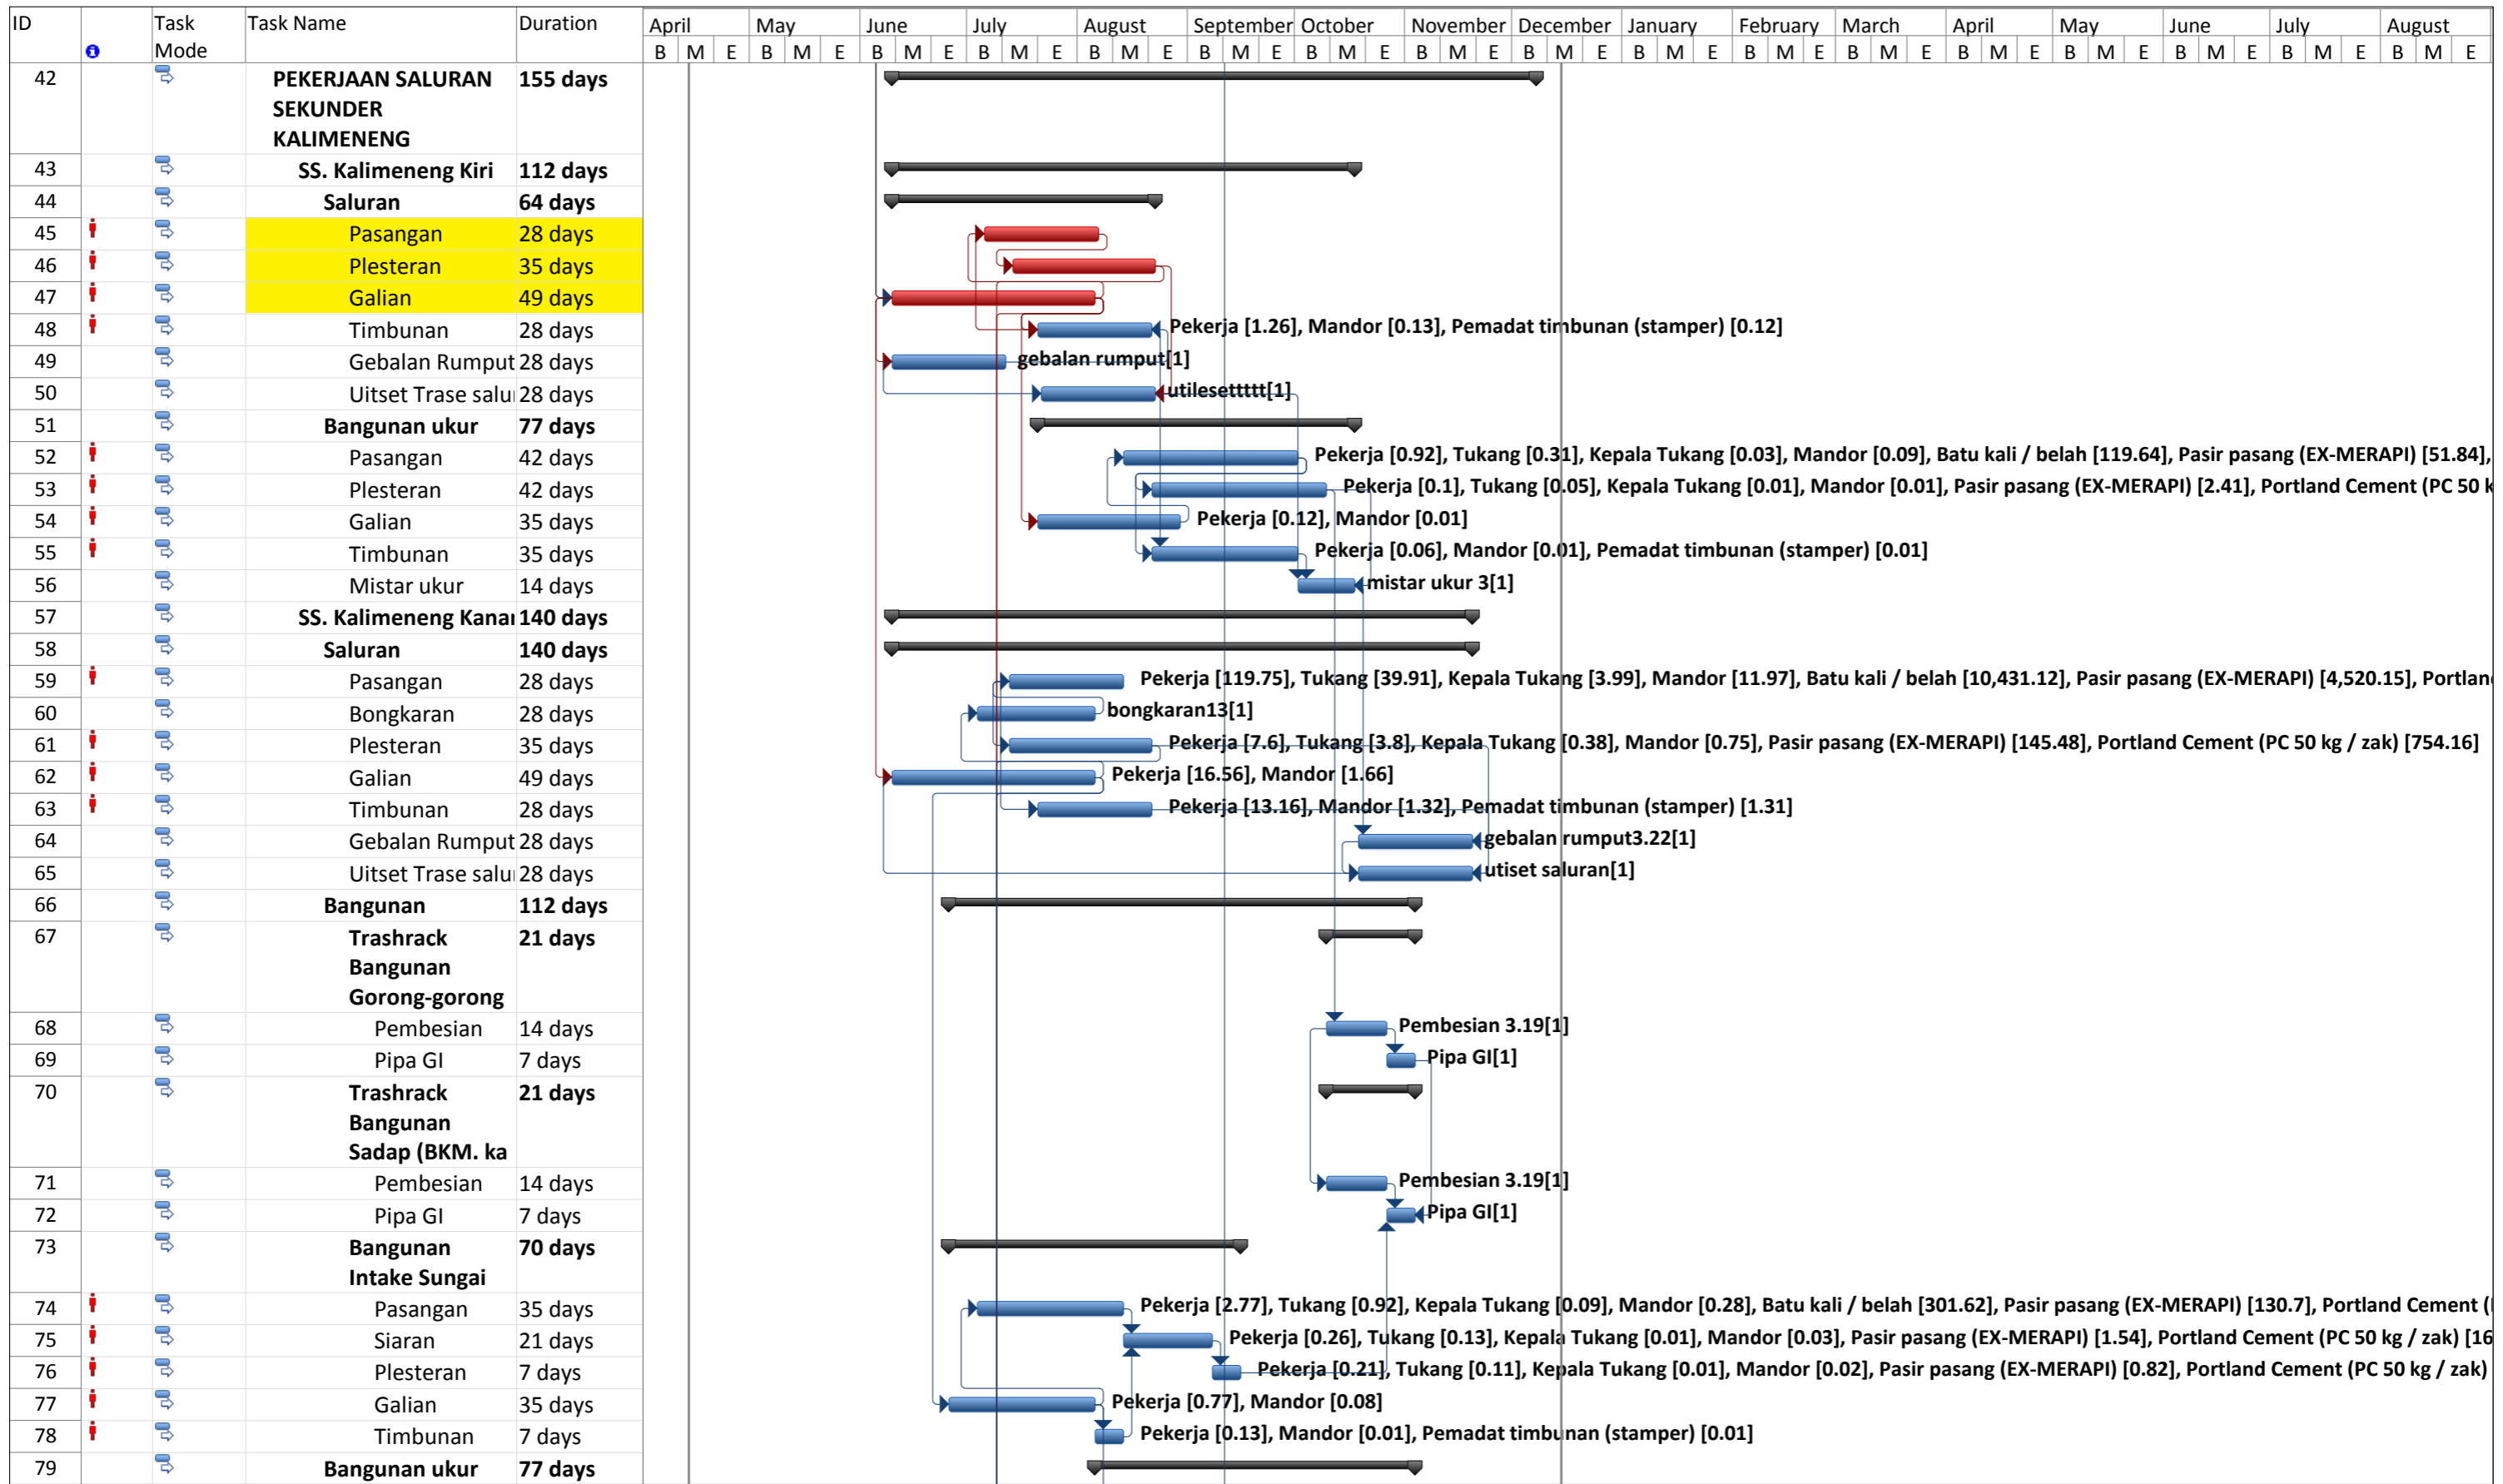 ID Task Mode Task Name Duration April May June July August September October November December January February March April May June July August
B M E B M E B M E B M E B M E B M E B M E B M E B M E B M E B M E B M E B M E B M E B M E B M E B M E
42 PEKERJAAN SALURAN SEKUNDER KALIMENENG 155 days
43 SS. Kalimeneng Kiri 112 days
44 Saluran 64 days
45 Pasangan 28 days
46 Plesteran 35 days
47 Galian 49 days
48 Timbunan 28 days Pekerja [1.26], Mandor [0.13], Pemadat timbunan (stamper) [0.12]
49 Gebalan Rumput 28 days gebalan rumput[1]
50 Uitset Trase salu 28 days utilesettttt[1]
51 Bangunan ukur 77 days
52 Pasangan 42 days Pekerja [0.92], Tukang [0.31], Kepala Tukang [0.03], Mandor [0.09], Batu kali / belah [119.64], Pasir pasang (EX-MERAPI) [51.84],
53 Plesteran 42 days Pekerja [0.1], Tukang [0.05], Kepala Tukang [0.01], Mandor [0.01], Pasir pasang (EX-MERAPI) [2.41], Portland Cement (PC 50 k
54 Galian 35 days Pekerja [0.12], Mandor [0.01]
55 Timbunan 35 days Pekerja [0.06], Mandor [0.01], Pemadat timbunan (stamper) [0.01]
56 Mistar ukur 14 days mistar ukur 3[1]
57 SS. Kalimeneng Kanan 140 days
58 Saluran 140 days
59 Pasangan 28 days Pekerja [119.75], Tukang [39.91], Kepala Tukang [3.99], Mandor [11.97], Batu kali / belah [10,431.12], Pasir pasang (EX-MERAPI) [4,520.15], Portlan
60 Bongkaran 28 days bongkaran13[1]
61 Plesteran 35 days Pekerja [7.6], Tukang [3.8], Kepala Tukang [0.38], Mandor [0.75], Pasir pasang (EX-MERAPI) [145.48], Portland Cement (PC 50 kg / zak) [754.16]
62 Galian 49 days Pekerja [16.56], Mandor [1.66]
63 Timbunan 28 days Pekerja [13.16], Mandor [1.32], Pemadat timbunan (stamper) [1.31]
64 Gebalan Rumput 28 days gebalan rumput3.22[1]
65 Uitset Trase salu 28 days utiset saluran[1]
66 Bangunan 112 days
67 Trashrack Bangunan Gorong-gorong 21 days
68 Pembesian 14 days Pembesian 3.19[1]
69 Pipa GI 7 days Pipa GI[1]
70 Trashrack Bangunan Sadap (BKM. ka 21 days
71 Pembesian 14 days Pembesian 3.19[1]
72 Pipa GI 7 days Pipa GI[1]
73 Bangunan Intake Sungai 70 days
74 Pasangan 35 days Pekerja [2.77], Tukang [0.92], Kepala Tukang [0.09], Mandor [0.28], Batu kali / belah [301.62], Pasir pasang (EX-MERAPI) [130.7], Portland Cement (
75 Siaran 21 days Pekerja [0.26], Tukang [0.13], Kepala Tukang [0.01], Mandor [0.03], Pasir pasang (EX-MERAPI) [1.54], Portland Cement (PC 50 kg / zak) [16
76 Plesteran 7 days Pekerja [0.21], Tukang [0.11], Kepala Tukang [0.01], Mandor [0.02], Pasir pasang (EX-MERAPI) [0.82], Portland Cement (PC 50 kg / zak)
77 Galian 35 days Pekerja [0.77], Mandor [0.08]
78 Timbunan 7 days Pekerja [0.13], Mandor [0.01], Pemadat timbunan (stamper) [0.01]
79 Bangunan ukur 77 days